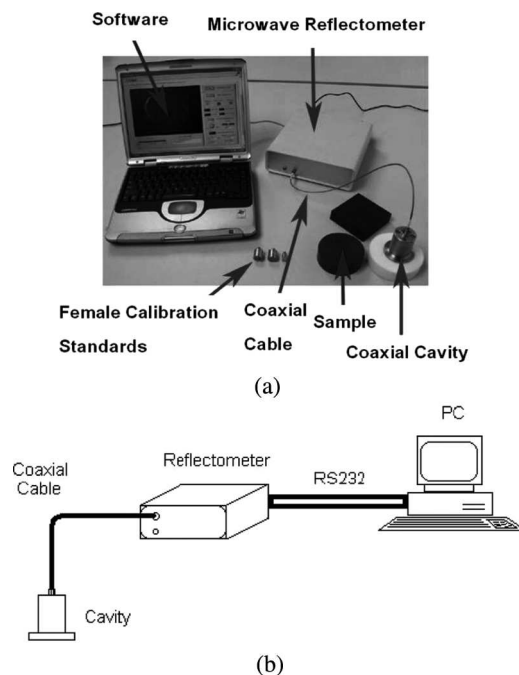 Software
Microwave Reflectometer
Female Calibration
Standards
Coaxial
Cable
Sample
Coaxial Cavity
(a)
PC
Reflectometer
RS232
Coaxial
Cable
Cavity
(b)